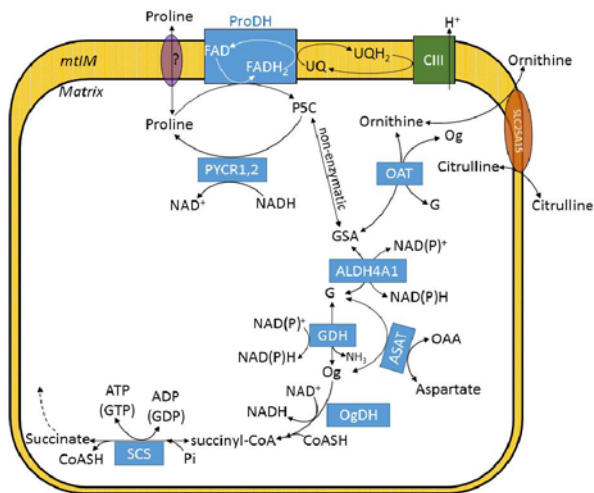 ProDH
H⁺
Proline
FAD
UQH₂
mtIM
?
FADH₂
UQ
CIII
Ornithine
Matrix
P5C
Proline
Ornithine
Og
SLC25A15
non-enzymatic
PYCR1,2
OAT
Citrulline
NAD⁺
NADH
G
Citrulline
GSA
NAD(P)⁺
ALDH4A1
G
NAD(P)H
NAD(P)⁺
GDH
OAA
NAD(P)H
NH₃
ASAT
Og
Aspartate
ATP
ADP
NAD⁺
(GTP)
(GDP)
NADH
OgDH
Succinate
succinyl-CoA
CoASH
CoASH
SCS
Pi